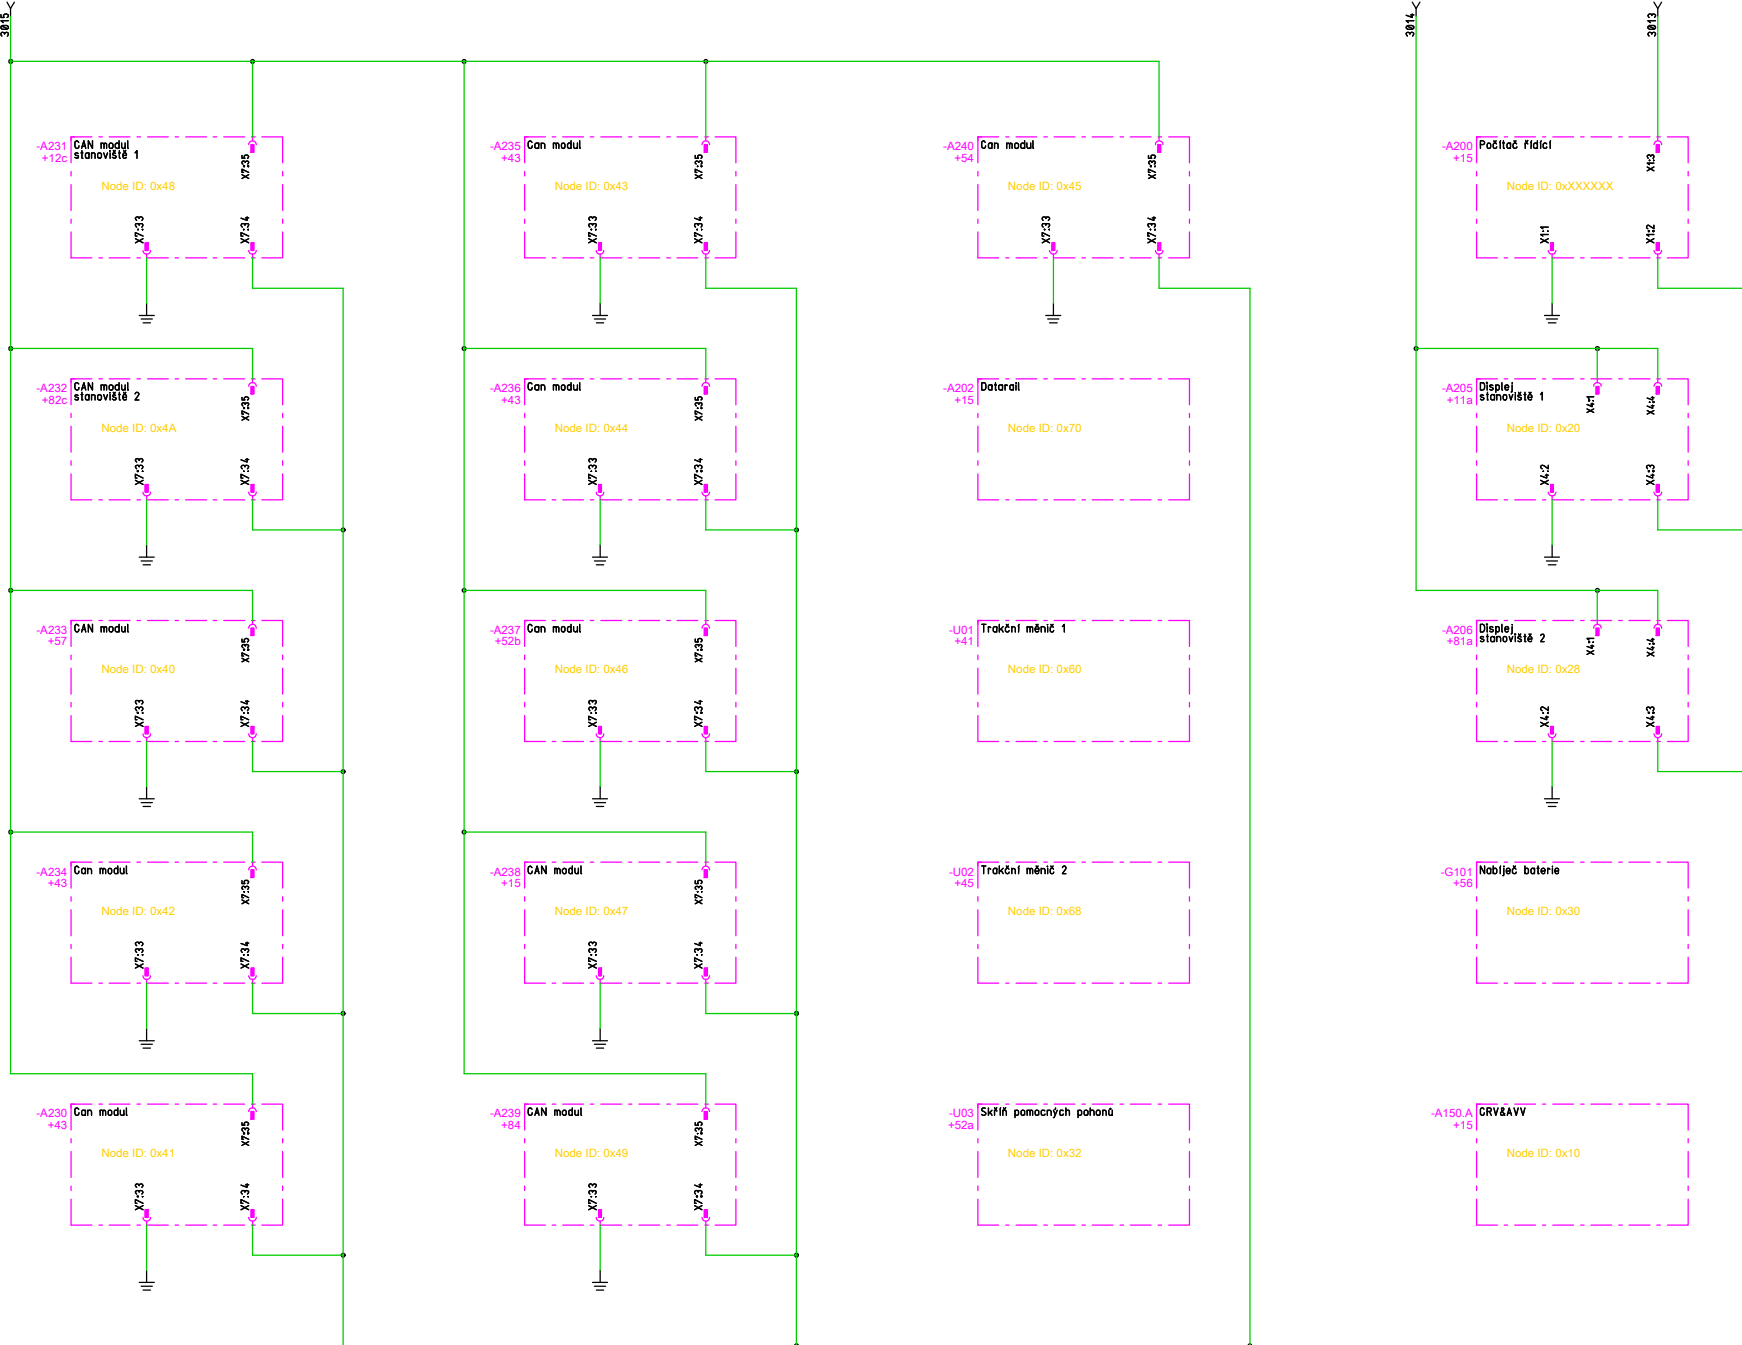 3015
3014
3013
-A231
+12c
CAN modul
stanoviště 1
Node ID: 0x48
X7:35
X7:33
X7:34
-A235
+43
Can modul
Node ID: 0x43
X7:35
X7:33
X7:34
-A240
+54
Can modul
Node ID: 0x45
X7:35
X7:33
X7:34
-A200
+15
Počítač řídící
Node ID: 0xXXXXXX
X1:3
X1:1
X1:2
-A232
+82c
CAN modul
stanoviště 2
Node ID: 0x4A
X7:35
X7:33
X7:34
-A236
+43
Can modul
Node ID: 0x44
X7:35
X7:33
X7:34
-A202
+15
Datarail
Node ID: 0x70
-A205
+11a
Displej
stanoviště 1
Node ID: 0x20
X4:1
X4:4
X4:2
X4:3
-A233
+57
CAN modul
Node ID: 0x40
X7:35
X7:33
X7:34
-A237
+52b
Can modul
Node ID: 0x46
X7:35
X7:33
X7:34
-U01
+41
Trakční měnič 1
Node ID: 0x60
-A206
+81a
Displej
stanoviště 2
Node ID: 0x28
X4:1
X4:4
X4:2
X4:3
-A234
+43
Can modul
Node ID: 0x42
X7:35
X7:33
X7:34
-A238
+15
CAN modul
Node ID: 0x47
X7:35
X7:33
X7:34
-U02
+45
Trakční měnič 2
Node ID: 0x68
-G101
+56
Nabíječ baterie
Node ID: 0x30
-A230
+43
Can modul
Node ID: 0x41
X7:35
X7:33
X7:34
-A239
+84
CAN modul
Node ID: 0x49
X7:35
X7:33
X7:34
-U03
+52a
Skříň pomocných pohonů
Node ID: 0x32
-A150.A
+15
CRV&AVV
Node ID: 0x10